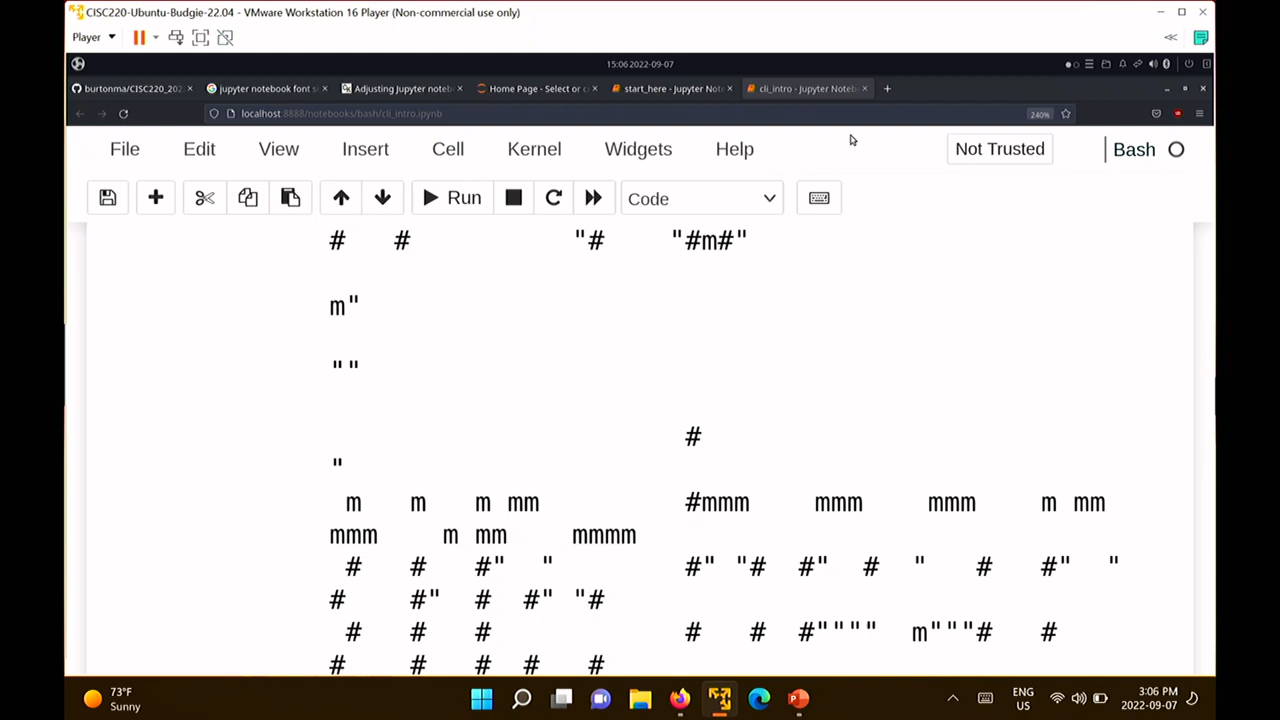 CISC220-Ubuntu-Budgie-22.04 - VMware Workstation 16 Player (Non-commercial use only)
Player
15:06 2022-09-07
burtonma/CISC220_202
jupyter notebook font si
Adjusting Jupyter noteb
Home Page - Select or c
start_here - Jupyter Note
cli_intro - Jupyter Noteb
localhost:8888/notebooks/bash/cli_intro.ipynb
240%
File Edit View Insert Cell Kernel Widgets Help Not Trusted Bash
Run Code
#   #           "#    "#m#"
m"
""
#
"
 m   m   m mm         #mmm    mmm    mmm    m mm
mmm    m mm    mmmm
 #   #   #"  "         #" "#  #"  #  "   #   #"  "
#    #"  #  #" "#
 #   #   #             #   #  #""""  m"""#   #
#    #   #  #   #
73°F
Sunny
ENG
US
3:06 PM
2022-09-07